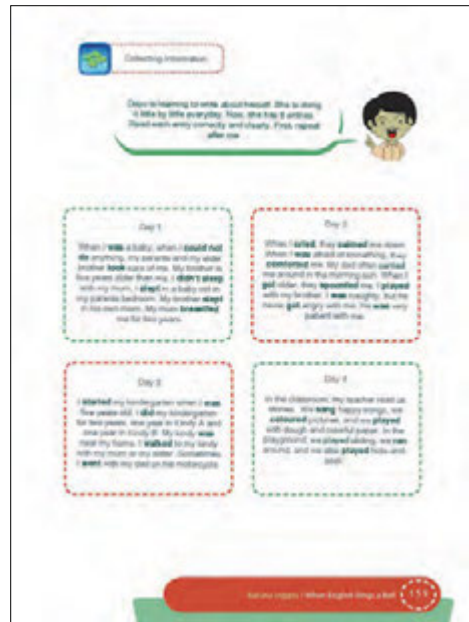 Collecting Information
Dayu is learning to write about herself. She is doing
it little by little everyday. Now, she has 8 entries.
Read each entry correctly and clearly. First, repeat
after me
Day 1
When I was a baby, when I could not
do anything, my parents and my elder
brother took care of me. My brother is
five years older than me. I didn't sleep
with my mum, I slept in a baby cot in
my parents bedroom. My brother slept
in his own room. My mum breastfed
me for two years.
Day 2
When I cried, they calmed me down.
When I was afraid of something, they
comforted me. My dad often carried
me around in the morning sun. When I
got older, they spounted me. I played
with my brother. I was naughty, but he
never got angry with me. He was very
patient with me.
Day 3
I started my kindergarten when I was
five years old. I did my kindergarten
for two years, one year in Kindy A and
one year in Kindy B. My kindy was
near my home. I walked to my kindy
with my mum or my sister. Sometimes
I went with my dad on his motorcycle.
Day 4
In the classroom, my teacher read us
stories. We sang happy songs, we
coloured pictures, and we played
with dough and colorful paper. In the
playground, we played sliding, we ran
around, and we also played hide-and-
seek.
Bahasa Inggris / When English Rings a Bell